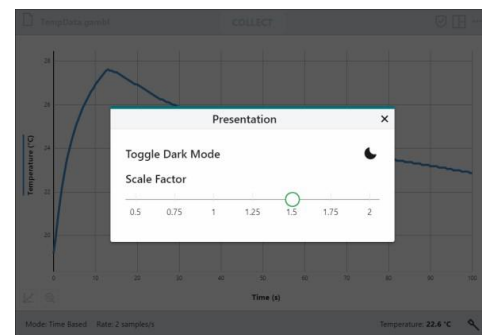 TempData.gambl
COLLECT
28
26
24
22
20
Temperature (°C)
Presentation
Toggle Dark Mode
Scale Factor
0.5 0.75 1 1.25 1.5 1.75 2
0 10 20 30 40 50 60 70 80 90 100
Time (s)
Mode: Time Based Rate: 2 samples/s Temperature: 22.6 °C